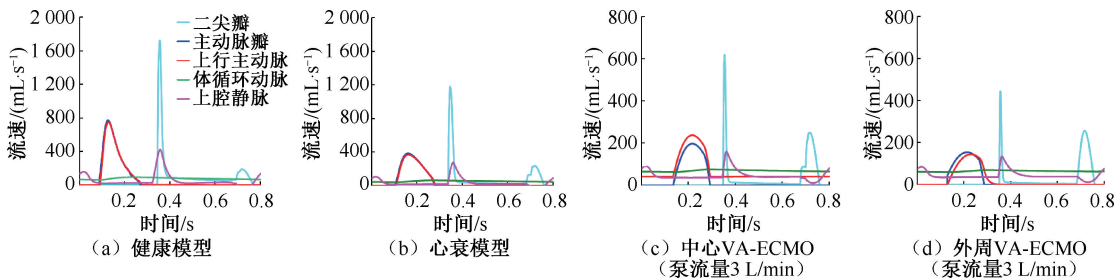 2 000
1 600
1 200
800
400
0
流速/(mL·s⁻¹)
0.2 0.4 0.6 0.8
时间/s
二尖瓣
主动脉瓣
上行主动脉
体循环动脉
上腔静脉
（a）健康模型
2 000
1 600
1 200
800
400
0
流速/(mL·s⁻¹)
0.2 0.4 0.6 0.8
时间/s
（b）心衰模型
800
600
400
200
0
流速/(mL·s⁻¹)
0.2 0.4 0.6 0.8
时间/s
（c）中心VA-ECMO
（泵流量3 L/min）
800
600
400
200
0
流速/(mL·s⁻¹)
0.2 0.4 0.6 0.8
时间/s
（d）外周VA-ECMO
（泵流量3 L/min）